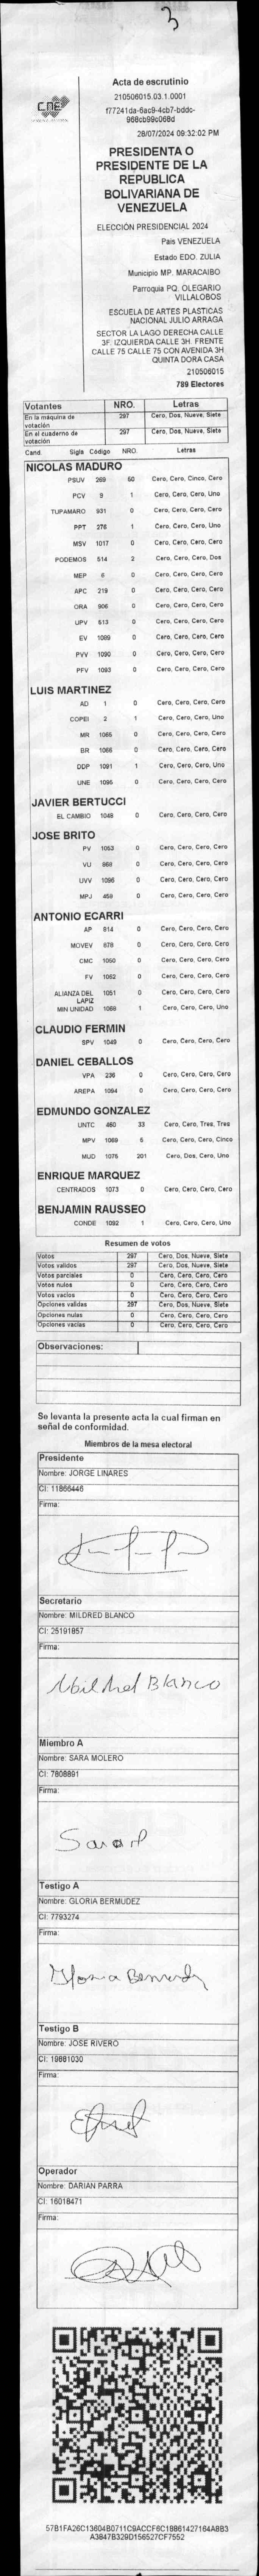 3
CNE
Acta de escrutinio
210506015.03.1.0001
f77241da-6ac9-4cb7-bddc-
968cb99c068d
28/07/2024 09:32:02 PM
PRESIDENTA O
PRESIDENTE DE LA
REPUBLICA
BOLIVARIANA DE
VENEZUELA
ELECCIÓN PRESIDENCIAL 2024
País VENEZUELA
Estado EDO. ZULIA
Municipio MP. MARACAIBO
Parroquia PQ. OLEGARIO
VILLALOBOS
ESCUELA DE ARTES PLASTICAS
NACIONAL JULIO ARRAGA
SECTOR LA LAGO DERECHA CALLE
3F. IZQUIERDA CALLE 3H. FRENTE
CALLE 75 CALLE 75 CON AVENIDA 3H
QUINTA DORA CASA
210506015
789 Electores
Votantes NRO. Letras
En la máquina de votación 297 Cero, Dos, Nueve, Siete
En el cuaderno de votación 297 Cero, Dos, Nueve, Siete
Cand. Sigla Código NRO. Letras
NICOLAS MADURO
PSUV 269 50 Cero, Cero, Cinco, Cero
PCV 9 1 Cero, Cero, Cero, Uno
TUPAMARO 931 0 Cero, Cero, Cero, Cero
PPT 276 1 Cero, Cero, Cero, Uno
MSV 1017 0 Cero, Cero, Cero, Cero
PODEMOS 514 2 Cero, Cero, Cero, Dos
MEP 6 0 Cero, Cero, Cero, Cero
APC 219 0 Cero, Cero, Cero, Cero
ORA 906 0 Cero, Cero, Cero, Cero
UPV 613 0 Cero, Cero, Cero, Cero
EV 1089 0 Cero, Cero, Cero, Cero
PVV 1090 0 Cero, Cero, Cero, Cero
PFV 1093 0 Cero, Cero, Cero, Cero
LUIS MARTINEZ
AD 1 0 Cero, Cero, Cero, Cero
COPEI 2 1 Cero, Cero, Cero, Uno
MR 1065 0 Cero, Cero, Cero, Cero
BR 1086 0 Cero, Cero, Cero, Cero
DDP 1091 1 Cero, Cero, Cero, Uno
UNE 1095 0 Cero, Cero, Cero, Cero
JAVIER BERTUCCI
EL CAMBIO 1048 0 Cero, Cero, Cero, Cero
JOSE BRITO
PV 1053 0 Cero, Cero, Cero, Cero
VU 868 0 Cero, Cero, Cero, Cero
UVV 1096 0 Cero, Cero, Cero, Cero
MPJ 458 0 Cero, Cero, Cero, Cero
ANTONIO ECARRI
AP 814 0 Cero, Cero, Cero, Cero
MOVEV 878 0 Cero, Cero, Cero, Cero
CMC 1050 0 Cero, Cero, Cero, Cero
FV 1052 0 Cero, Cero, Cero, Cero
ALIANZA DEL LAPIZ 1051 0 Cero, Cero, Cero, Cero
MIN UNIDAD 1068 1 Cero, Cero, Cero, Uno
CLAUDIO FERMIN
SPV 1049 0 Cero, Cero, Cero, Cero
DANIEL CEBALLOS
VPA 236 0 Cero, Cero, Cero, Cero
AREPA 1094 0 Cero, Cero, Cero, Cero
EDMUNDO GONZALEZ
UNTC 460 33 Cero, Cero, Tres, Tres
MPV 1069 5 Cero, Cero, Cero, Cinco
MUD 1075 201 Cero, Dos, Cero, Uno
ENRIQUE MARQUEZ
CENTRADOS 1073 0 Cero, Cero, Cero, Cero
BENJAMIN RAUSSEO
CONDE 1092 1 Cero, Cero, Cero, Uno
Resumen de votos
Votos 297 Cero, Dos, Nueve, Siete
Votos validos 297 Cero, Dos, Nueve, Siete
Votos parciales 0 Cero, Cero, Cero, Cero
Votos nulos 0 Cero, Cero, Cero, Cero
Votos vacios 0 Cero, Cero, Cero, Cero
Opciones validas 297 Cero, Dos, Nueve, Siete
Opciones nulas 0 Cero, Cero, Cero, Cero
Opciones vacias 0 Cero, Cero, Cero, Cero
Observaciones:
Se levanta la presente acta la cual firman en
señal de conformidad.
Miembros de la mesa electoral
Presidente
Nombre: JORGE LINARES
CI: 11866446
Firma:
Secretario
Nombre: MILDRED BLANCO
CI: 25191857
Firma:
Mildred Blanco
Miembro A
Nombre: SARA MOLERO
CI: 7808891
Firma:
Testigo A
Nombre: GLORIA BERMUDEZ
CI: 7793274
Firma:
Testigo B
Nombre: JOSE RIVERO
CI: 19881030
Firma:
Operador
Nombre: DARIAN PARRA
CI: 16018471
Firma:
57B1FA26C13604B0711C9ACCF6C18861427164ABB3
A3847B329D156527CF7552